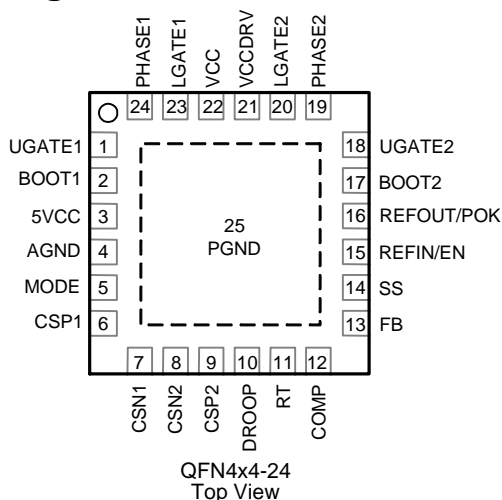 PHASE1
LGATE1
VCC
VCCDRV
LGATE2
PHASE2
24
23
22
21
20
19
UGATE1
1
18
UGATE2
BOOT1
2
17
BOOT2
5VCC
3
16
REFOUT/POK
AGND
4
15
REFIN/EN
MODE
5
14
SS
CSP1
6
13
FB
25
PGND
7
8
9
10
11
12
CSN1
CSN2
CSP2
DROOP
RT
COMP
QFN4x4-24
Top View